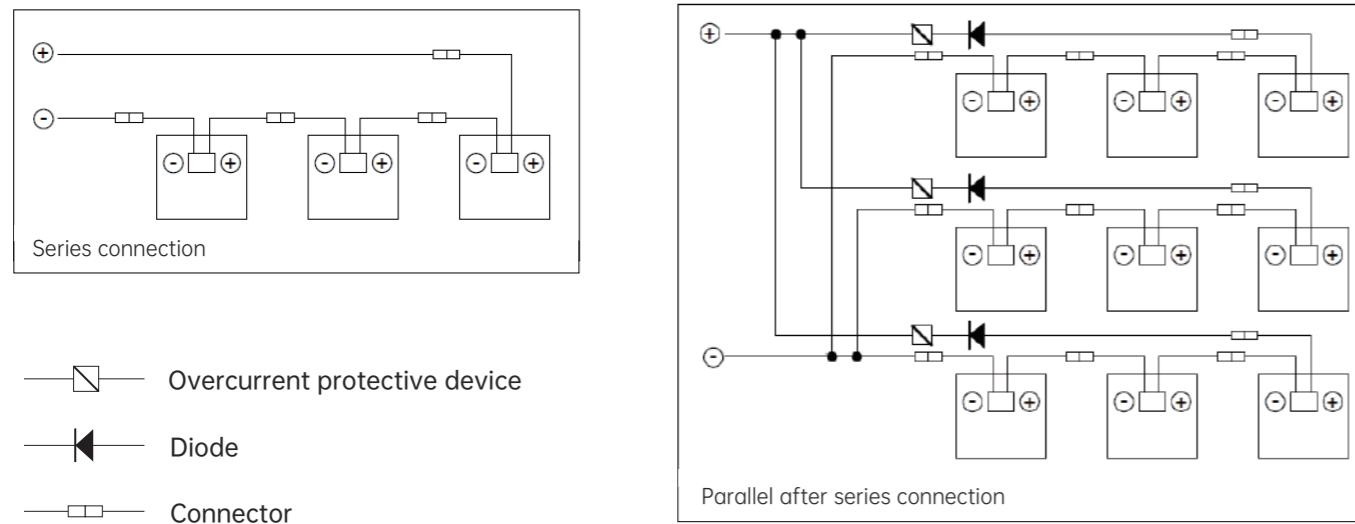 Series connection
Overcurrent protective device
Diode
Connector
+
-
- + - + - +
+
- + - + - +
- + - + - +
-
- + - + - +
Parallel after series connection